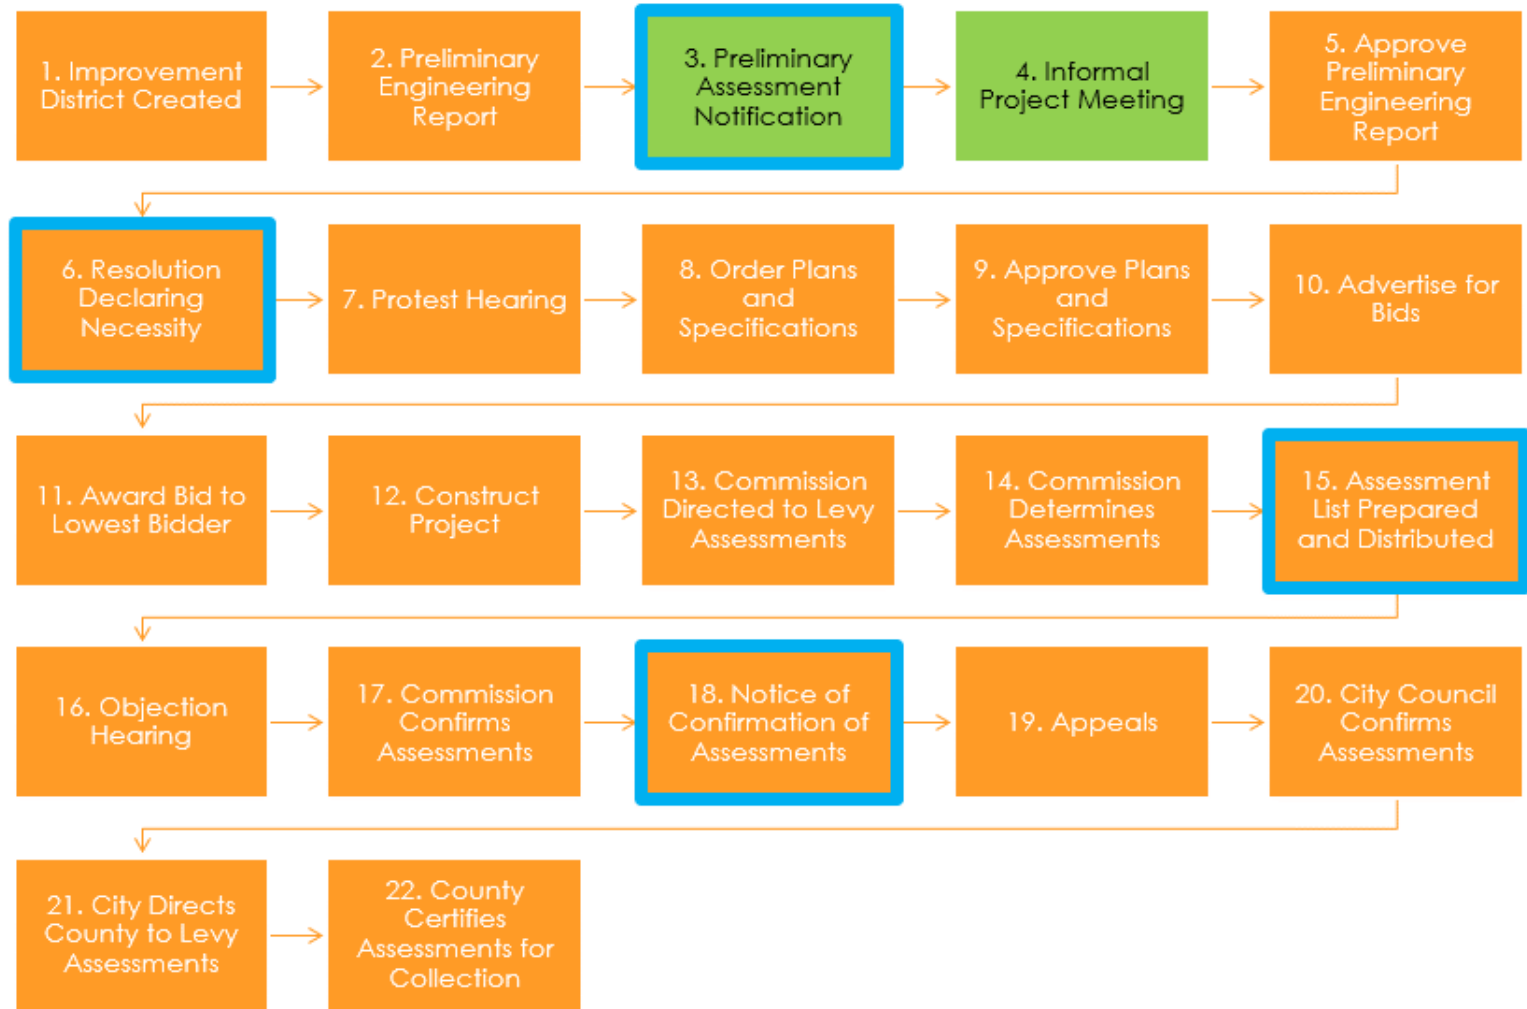 1. Improvement
District Created
2. Preliminary
Engineering
Report
3. Preliminary
Assessment
Notification
4. Informal
Project Meeting
5. Approve
Preliminary
Engineering
Report
6. Resolution
Declaring
Necessity
7. Protest Hearing
8. Order Plans
and
Specifications
9. Approve Plans
and
Specifications
10. Advertise for
Bids
11. Award Bid to
Lowest Bidder
12. Construct
Project
13. Commission
Directed to Levy
Assessments
14. Commission
Determines
Assessments
15. Assessment
List Prepared
and Distributed
16. Objection
Hearing
17. Commission
Confirms
Assessments
18. Notice of
Confirmation of
Assessments
19. Appeals
20. City Council
Confirms
Assessments
21. City Directs
County to Levy
Assessments
22. County
Certifies
Assessments for
Collection